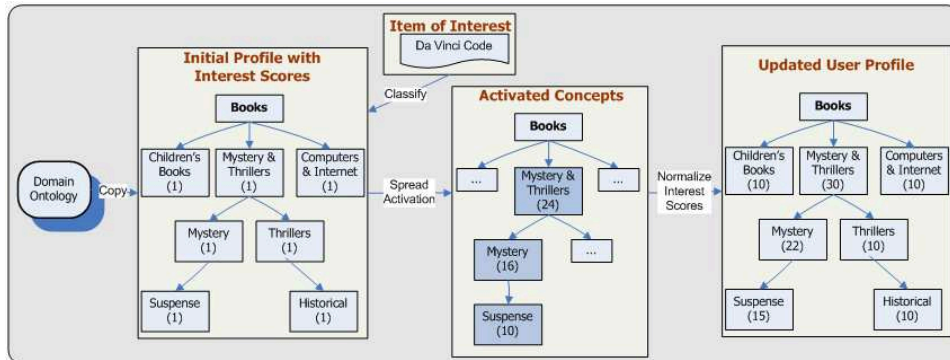 Domain
Ontology
Copy
Initial Profile with
Interest Scores
Books
Children's
Books
(1)
Mystery &
Thrillers
(1)
Computers
& Internet
(1)
Mystery
(1)
Thrillers
(1)
Suspense
(1)
Historical
(1)
Item of Interest
Da Vinci Code
Classify
Spread
Activation
Activated Concepts
Books
...
Mystery &
Thrillers
(24)
...
Mystery
(16)
...
Suspense
(10)
Normalize
Interest
Scores
Updated User Profile
Books
Children's
Books
(10)
Mystery &
Thrillers
(30)
Computers
& Internet
(10)
Mystery
(22)
Thrillers
(10)
Suspense
(15)
Historical
(10)